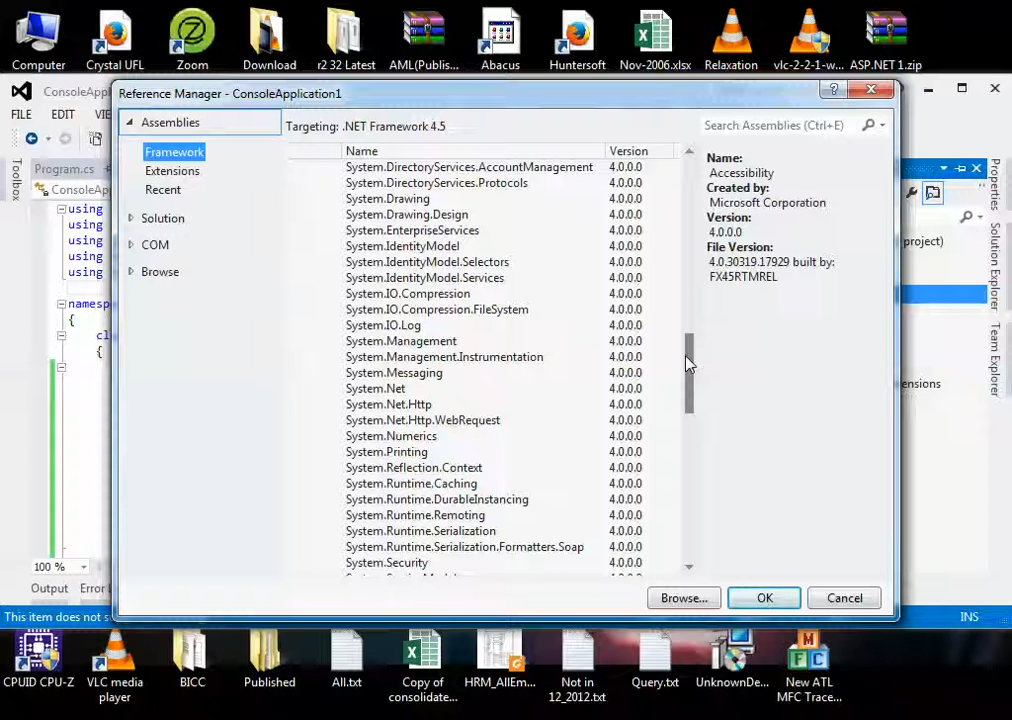 Computer
Crystal UFL
Zoom
Download
r2 32 Latest
AML(Publis...
Abacus
Huntersoft
Nov-2006.xlsx
Relaxation
vlc-2-2-1-w...
ASP.NET 1.zip
ConsoleAppl
FILE
EDIT
Toolbox
Program.cs
ConsoleAp
using
using
using
using
using
namesp
{
cl
{
100 %
Output
Error
This item does not s
INS
Properties
Solution Explorer
Team Explorer
project)
ensions
Reference Manager - ConsoleApplication1
?
Assemblies
Framework
Extensions
Recent
Solution
COM
Browse
Targeting: .NET Framework 4.5
Search Assemblies (Ctrl+E)
Name Version
System.DirectoryServices.AccountManagement 4.0.0.0
System.DirectoryServices.Protocols 4.0.0.0
System.Drawing 4.0.0.0
System.Drawing.Design 4.0.0.0
System.EnterpriseServices 4.0.0.0
System.IdentityModel 4.0.0.0
System.IdentityModel.Selectors 4.0.0.0
System.IdentityModel.Services 4.0.0.0
System.IO.Compression 4.0.0.0
System.IO.Compression.FileSystem 4.0.0.0
System.IO.Log 4.0.0.0
System.Management 4.0.0.0
System.Management.Instrumentation 4.0.0.0
System.Messaging 4.0.0.0
System.Net 4.0.0.0
System.Net.Http 4.0.0.0
System.Net.Http.WebRequest 4.0.0.0
System.Numerics 4.0.0.0
System.Printing 4.0.0.0
System.Reflection.Context 4.0.0.0
System.Runtime.Caching 4.0.0.0
System.Runtime.DurableInstancing 4.0.0.0
System.Runtime.Remoting 4.0.0.0
System.Runtime.Serialization 4.0.0.0
System.Runtime.Serialization.Formatters.Soap 4.0.0.0
System.Security 4.0.0.0
Name:
Accessibility
Created by:
Microsoft Corporation
Version:
4.0.0.0
File Version:
4.0.30319.17929 built by:
FX45RTMREL
Browse...
OK
Cancel
CPUID CPU-Z
VLC media
player
BICC
Published
All.txt
Copy of
consolidate...
HRM_AllEm...
Not in
12_2012.txt
Query.txt
UnknownDe...
New ATL
MFC Trace...